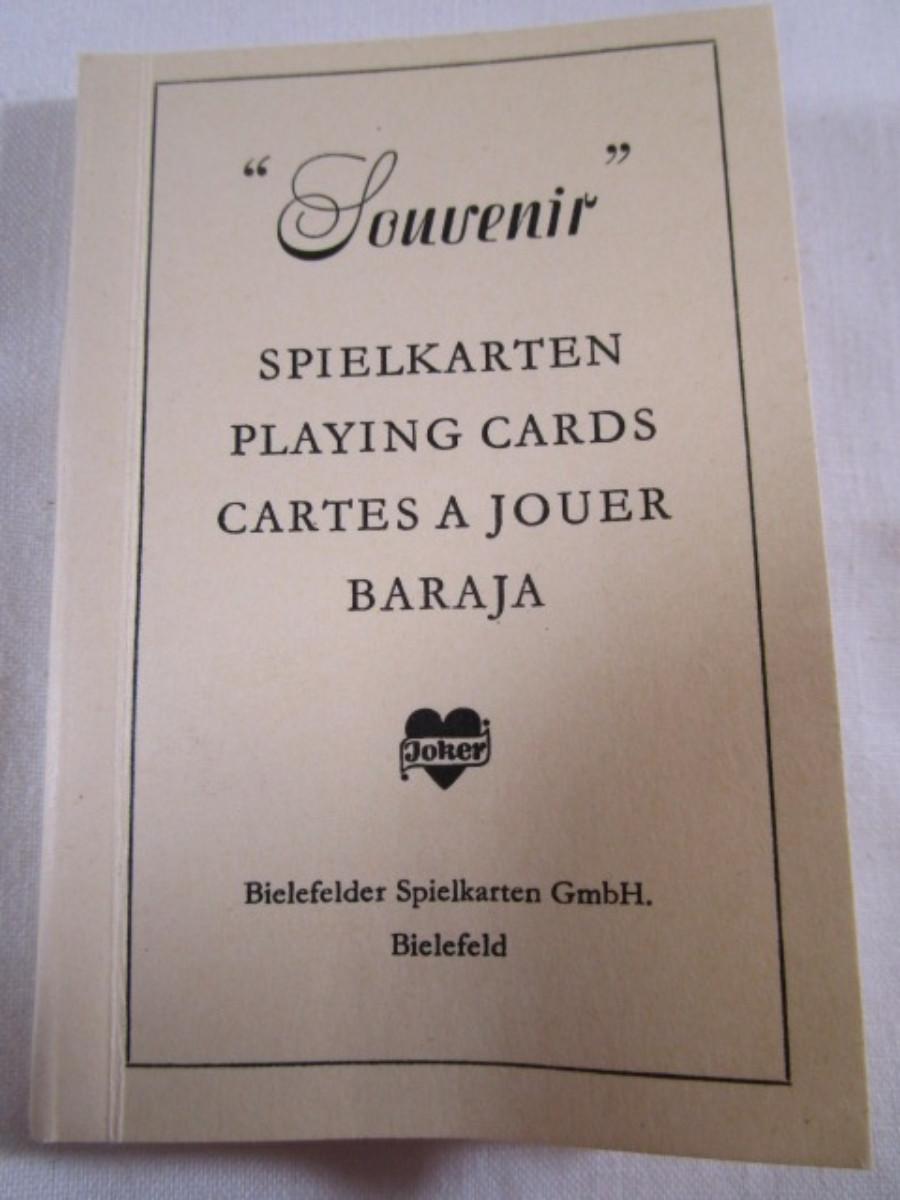 “Souvenir”
SPIELKARTEN
PLAYING CARDS
CARTES A JOUER
BARAJA
Joker
Bielefelder Spielkarten GmbH.
Bielefeld